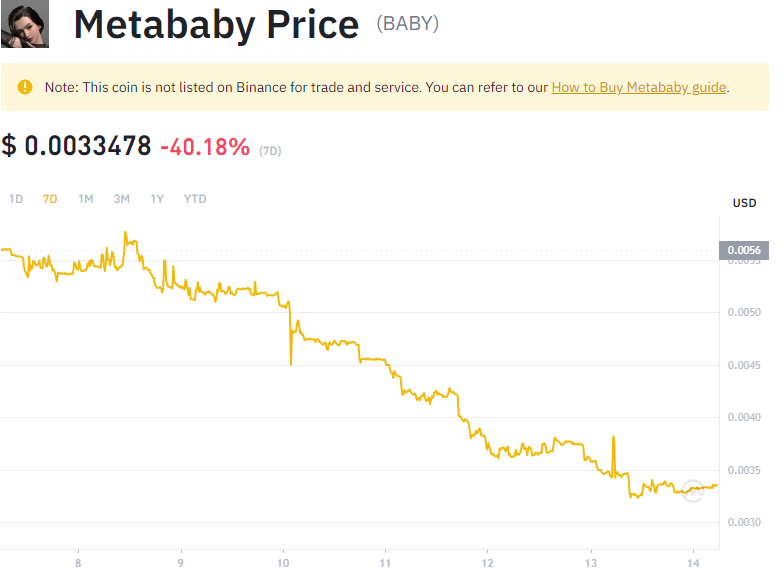 Metababy Price (BABY)
Note: This coin is not listed on Binance for trade and service. You can refer to our How to Buy Metababy guide.
$ 0.0033478 -40.18% (7D)
1D 7D 1M 3M 1Y YTD
USD
0.0056
0.0055
0.0050
0.0045
0.0040
0.0035
0.0030
8 9 10 11 12 13 14